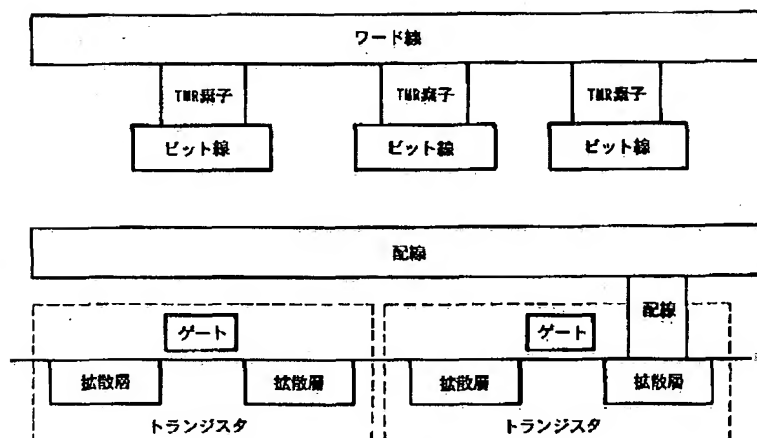 ワード線
TMR素子 TMR素子 TMR素子
ビット線 ビット線 ビット線
配線
配線
ゲート ゲート
拡散層 拡散層 拡散層 拡散層
トランジスタ トランジスタ